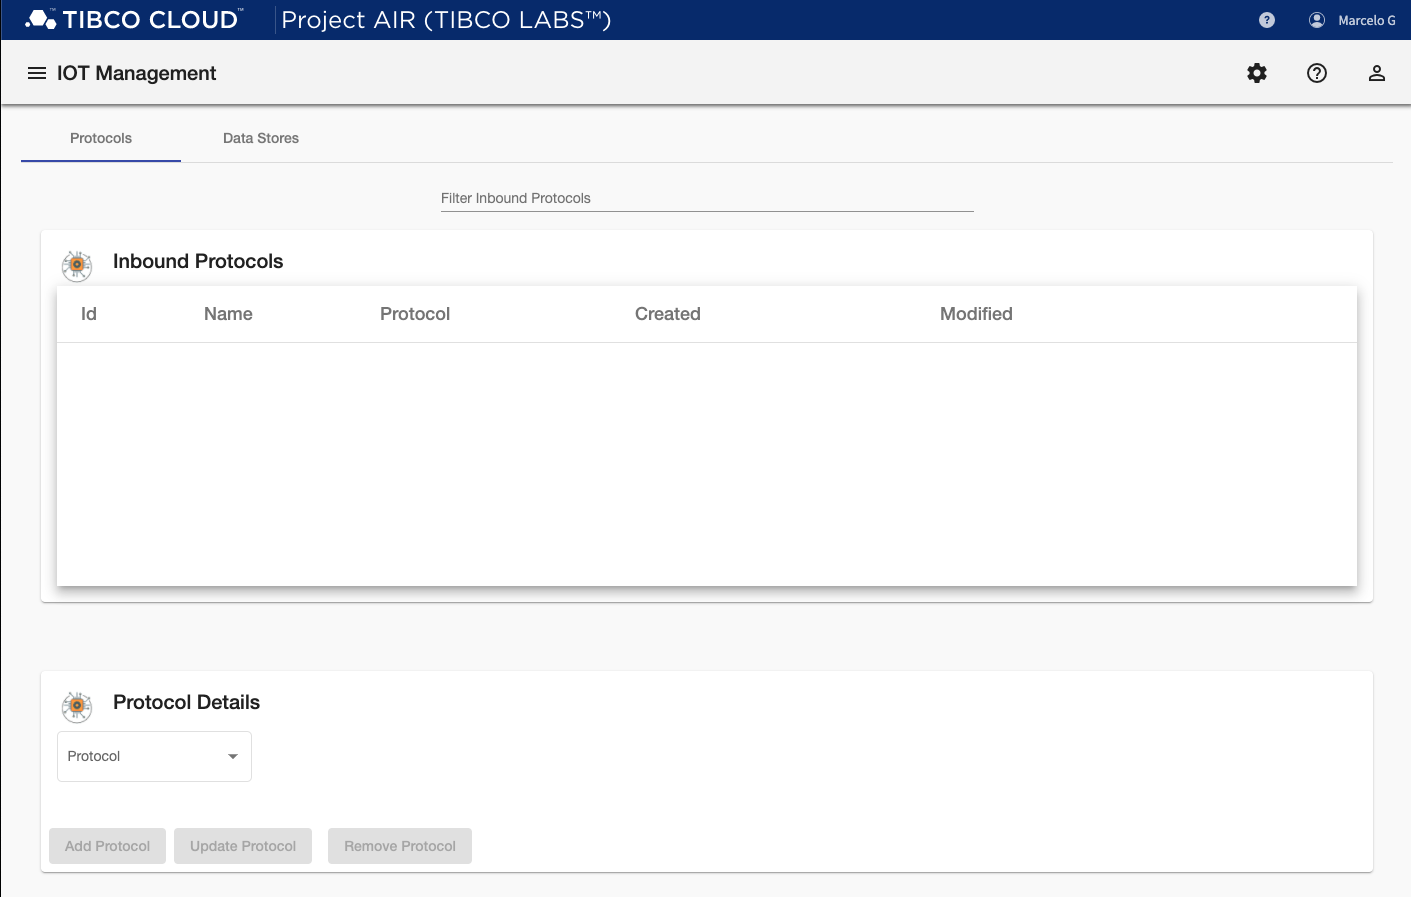 TIBCO CLOUD™ Project AIR (TIBCO LABS™) ? Marcelo G
IOT Management ?
Protocols Data Stores
Filter Inbound Protocols
Inbound Protocols
Id Name Protocol Created Modified
Protocol Details
Protocol
Add Protocol Update Protocol Remove Protocol